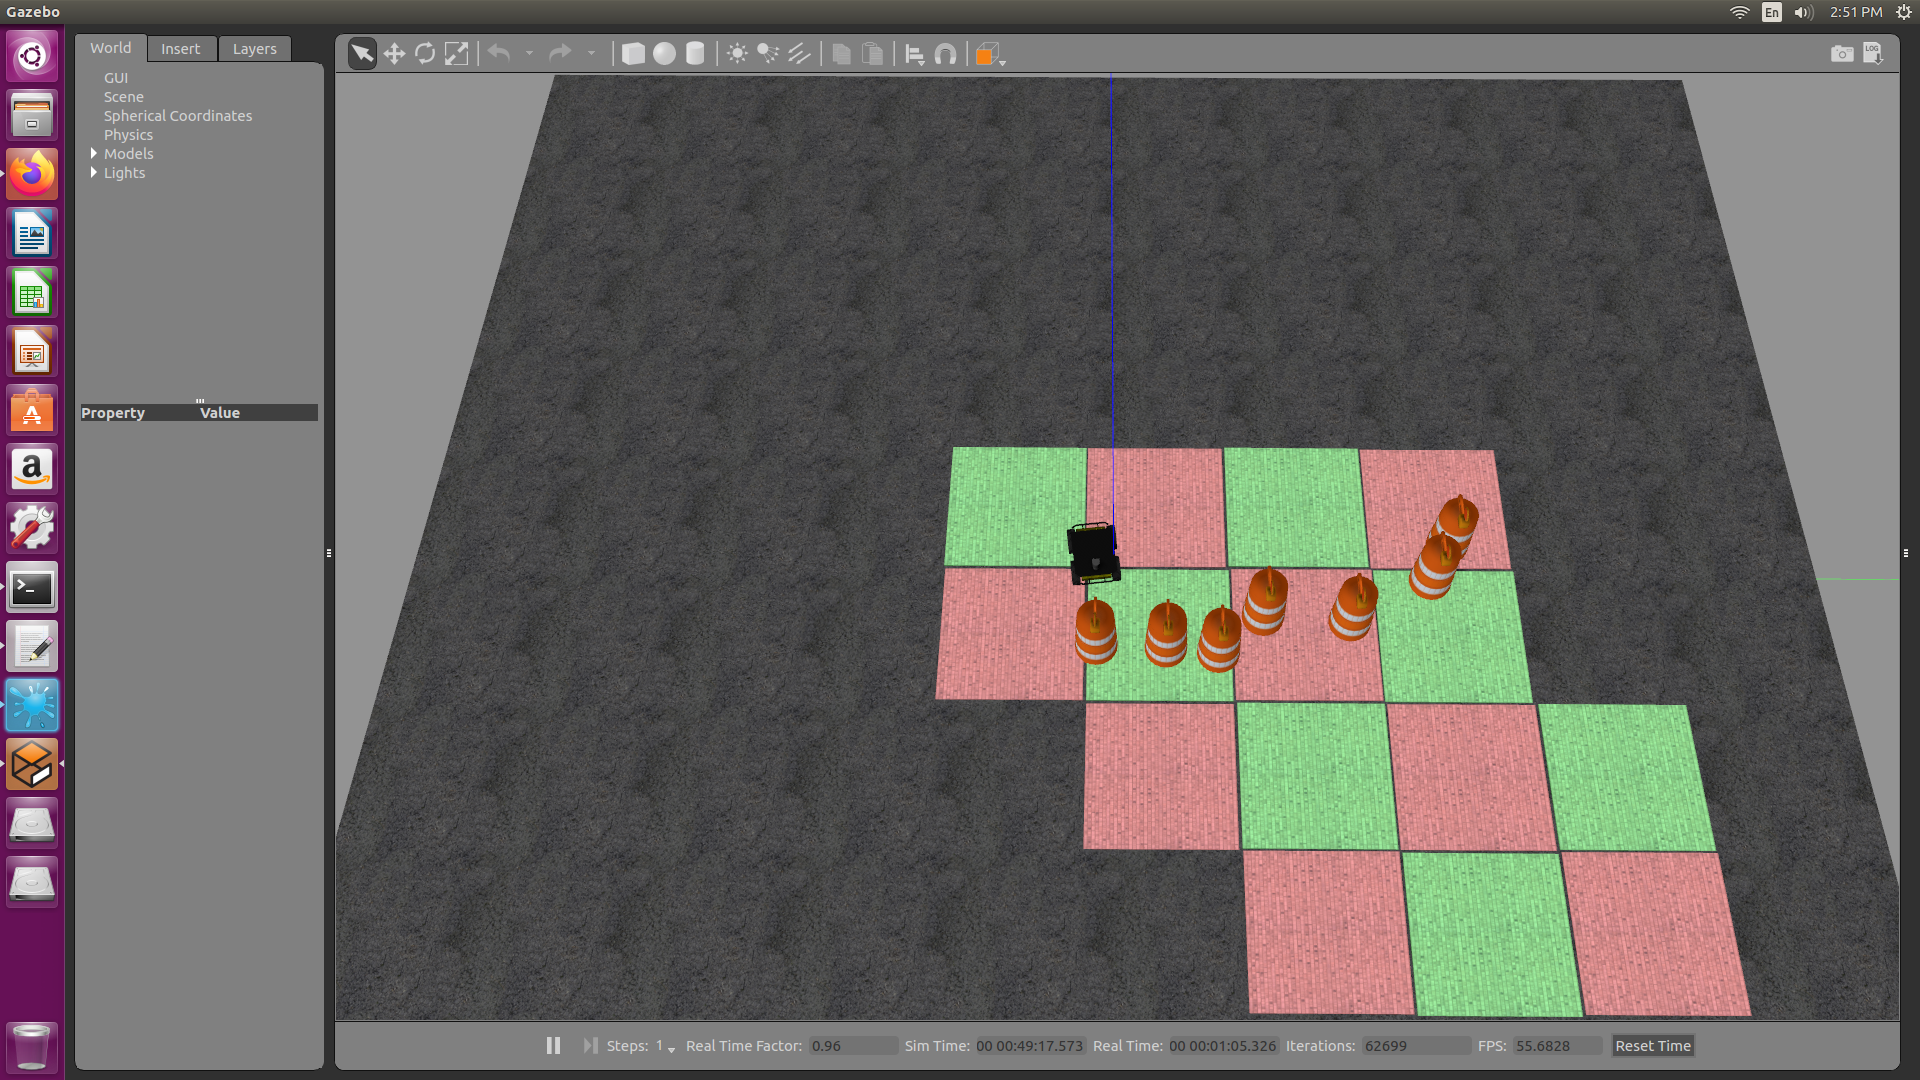 Gazebo
En
2:51 PM
World Insert Layers
LOG
GUI
Scene
Spherical Coordinates
Physics
Models
Lights
Property Value
Steps: 1 Real Time Factor: 0.96 Sim Time: 00 00:49:17.573 Real Time: 00 00:01:05.326 Iterations: 62699 FPS: 55.6828 Reset Time